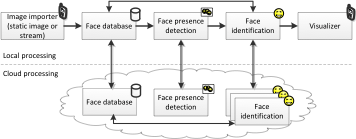 Image importer
(static image or
stream)
Face database
Face presence
detection
Face
identification
Visualizer
Local processing
Cloud processing
Face database
Face presence
detection
Face
identification